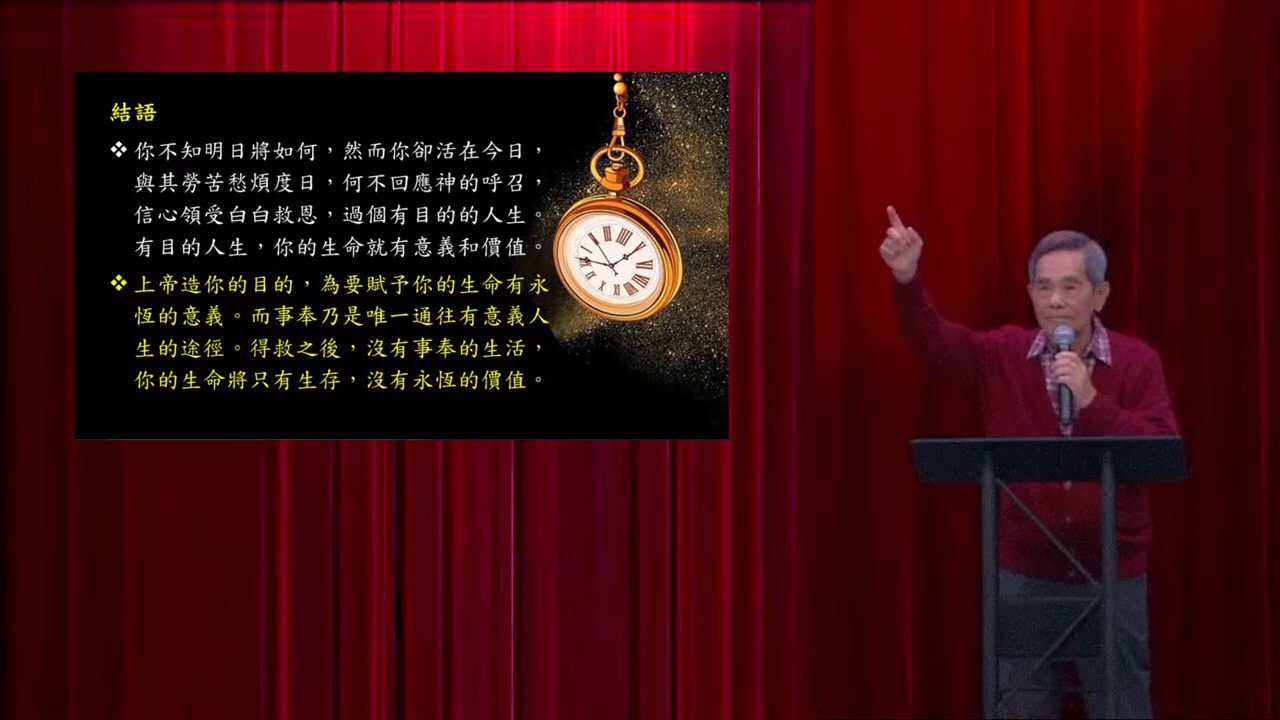 結語
❖ 你不知明日將如何，然而你卻活在今日，
與其勞苦愁煩度日，何不回應神的呼召，
信心領受白白救恩，過個有目的的人生。
有目的人生，你的生命就有意義和價值。
❖ 上帝造你的目的，為要賦予你的生命有永
恆的意義。而事奉乃是唯一通往有意義人
生的途徑。得救之後，沒有事奉的生活，
你的生命將只有生存，沒有永恆的價值。